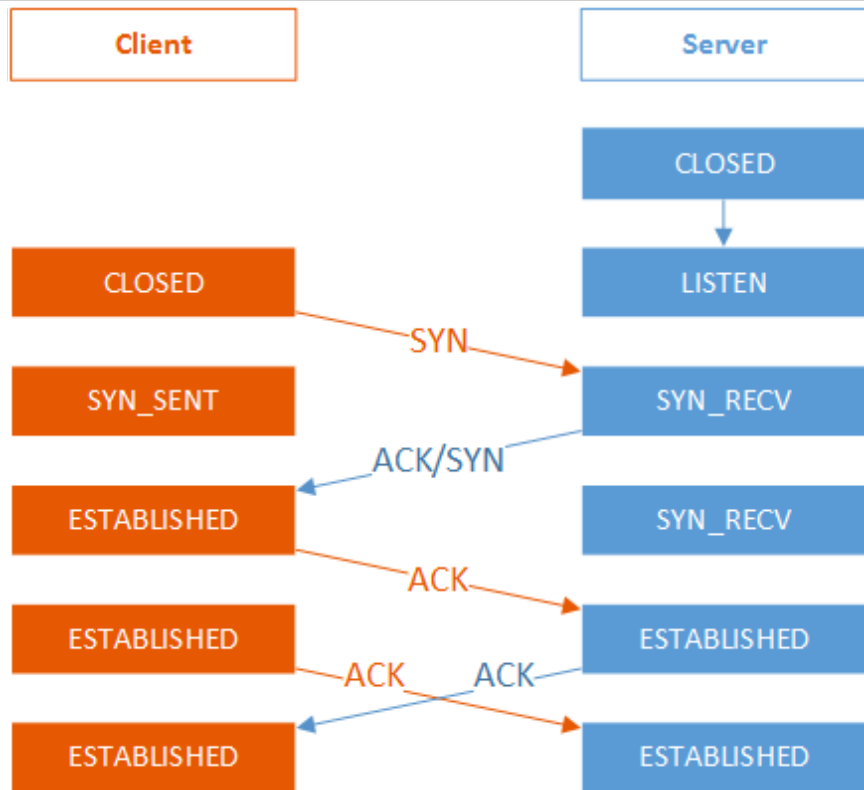 Client
Server
CLOSED
CLOSED
LISTEN
SYN
SYN_SENT
SYN_RECV
ACK/SYN
ESTABLISHED
SYN_RECV
ACK
ESTABLISHED
ESTABLISHED
ACK
ACK
ESTABLISHED
ESTABLISHED